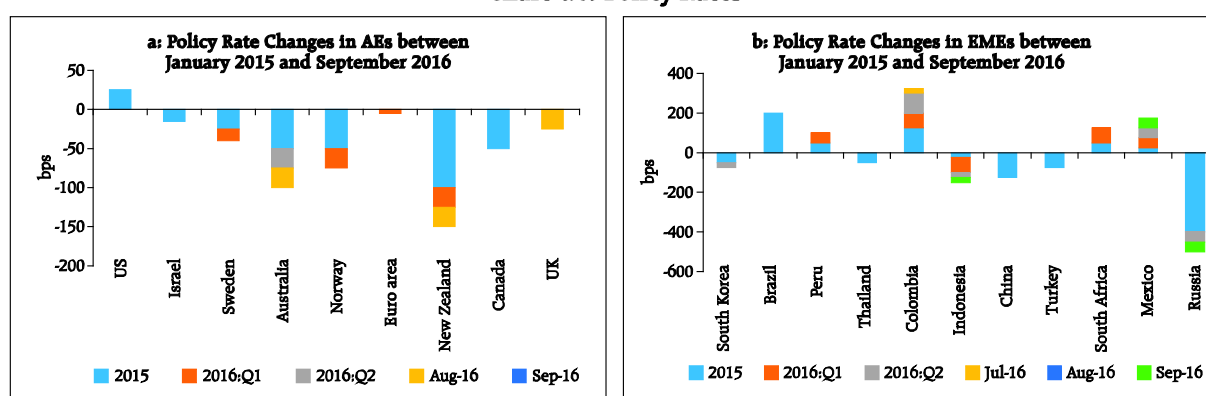 a: Policy Rate Changes in AEs between
January 2015 and September 2016
50
0
-50
-100
-150
-200
bps
US
Israel
Sweden
Australia
Norway
Euro area
New Zealand
Canada
UK
2015 2016:Q1 2016:Q2 Aug-16 Sep-16
b: Policy Rate Changes in EMEs between
January 2015 and September 2016
400
200
0
-200
-400
-600
bps
South Korea
Brazil
Peru
Thailand
Colombia
Indonesia
China
Turkey
South Africa
Mexico
Russia
2015 2016:Q1 2016:Q2 Jul-16 Aug-16 Sep-16